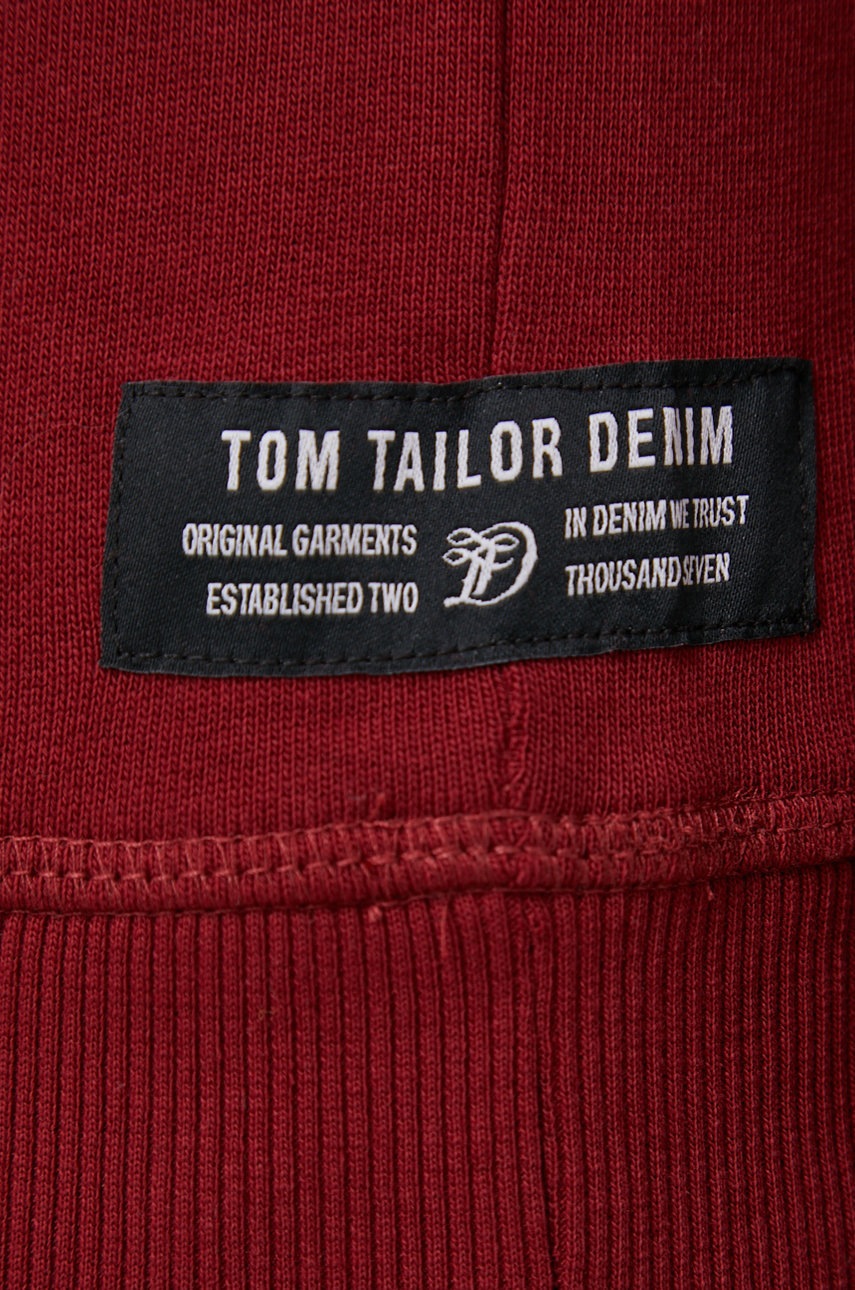 TOM TAILOR DENIM
ORIGINAL GARMENTS IN DENIM WE TRUST
ESTABLISHED TWO THOUSAND SEVEN